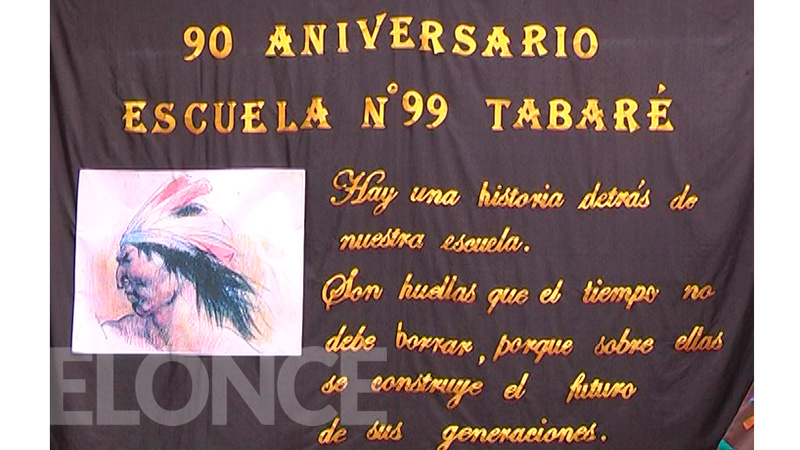 90 ANIVERSARIO
ESCUELA N°99 TABARÉ
Hay una historia detrás de
nuestra escuela.
Son huellas que el tiempo no
debe borrar, porque sobre ellas
se construye el futuro
de sus generaciones.
ELONCE